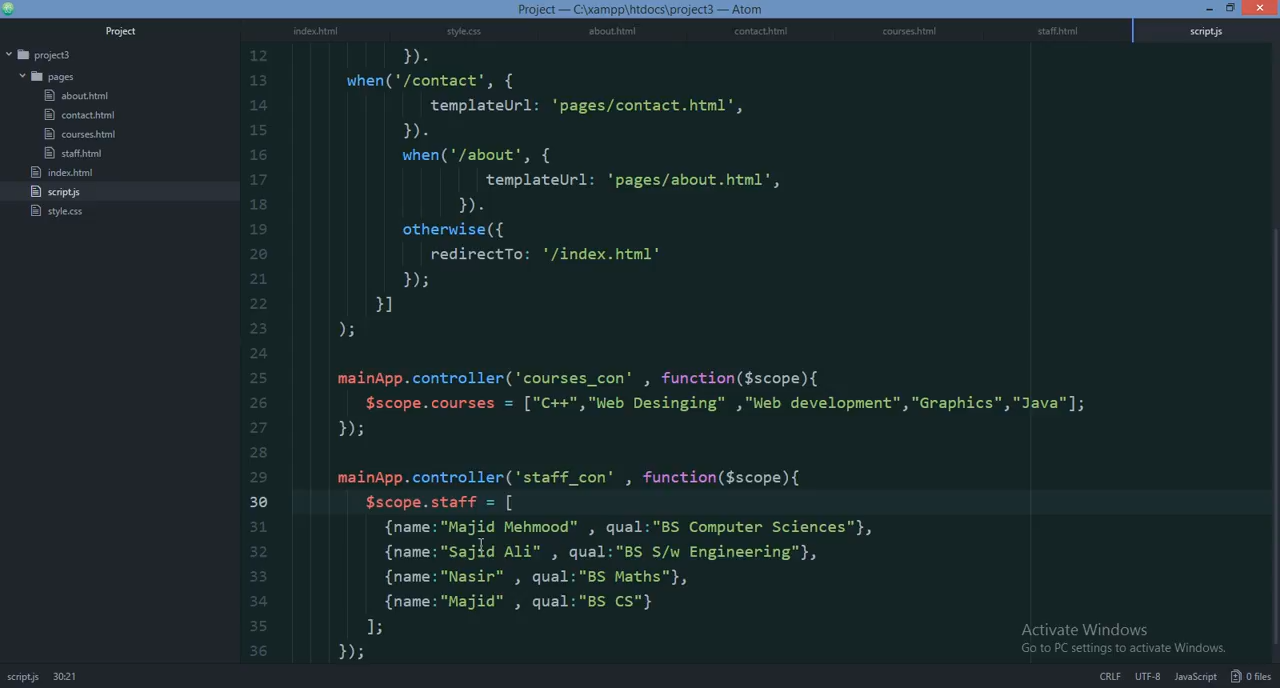 Project — C:\xampp\htdocs\project3 — Atom
Project
index.html
style.css
about.html
contact.html
courses.html
staff.html
script.js
project3
pages
about.html
contact.html
courses.html
staff.html
index.html
script.js
style.css
12 }).
13 when('/contact', {
14 templateUrl: 'pages/contact.html',
15 }).
16 when('/about', {
17 templateUrl: 'pages/about.html',
18 }).
19 otherwise({
20 redirectTo: '/index.html'
21 });
22 }]
23 );
24
25 mainApp.controller('courses_con' , function($scope){
26 $scope.courses = ["C++","Web Desinging" ,"Web development","Graphics","Java"];
27 });
28
29 mainApp.controller('staff_con' , function($scope){
30 $scope.staff = [
31 {name:"Majid Mehmood" , qual:"BS Computer Sciences"},
32 {name:"Sajid Ali" , qual:"BS S/w Engineering"},
33 {name:"Nasir" , qual:"BS Maths"},
34 {name:"Majid" , qual:"BS CS"}
35 ];
36 });
Activate Windows
Go to PC settings to activate Windows.
script.js 30:21
CRLF UTF-8 JavaScript 0 files